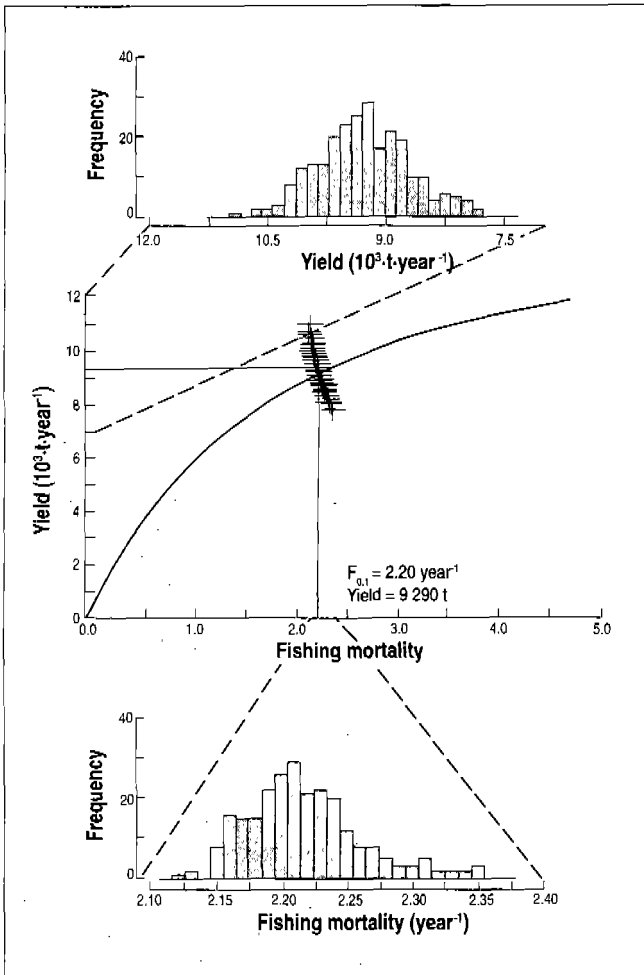 40
20
0
Frequency
12.0 10.5 9.0 7.5
Yield (10³·t·year⁻¹)
12
10
8
6
4
2
0
Yield (10³·t·year⁻¹)
F₀.₁ = 2.20 year⁻¹
Yield = 9 290 t
0.0 1.0 2.0 3.0 4.0 5.0
Fishing mortality
40
20
0
Frequency
2.10 2.15 2.20 2.25 2.30 2.35 2.40
Fishing mortality (year⁻¹)